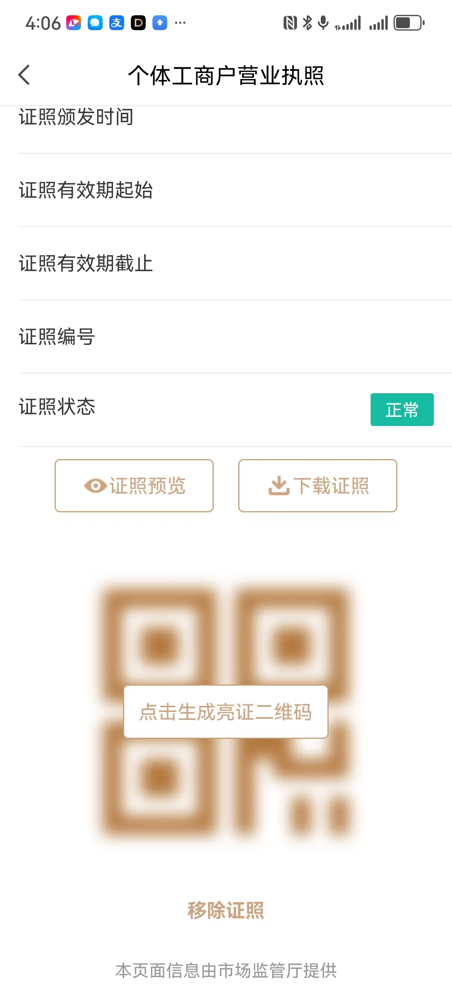 4:06 支 D ···
个体工商户营业执照
证照颁发时间
证照有效期起始
证照有效期截止
证照编号
证照状态 正常
证照预览 下载证照
点击生成亮证二维码
移除证照
本页面信息由市场监管厅提供